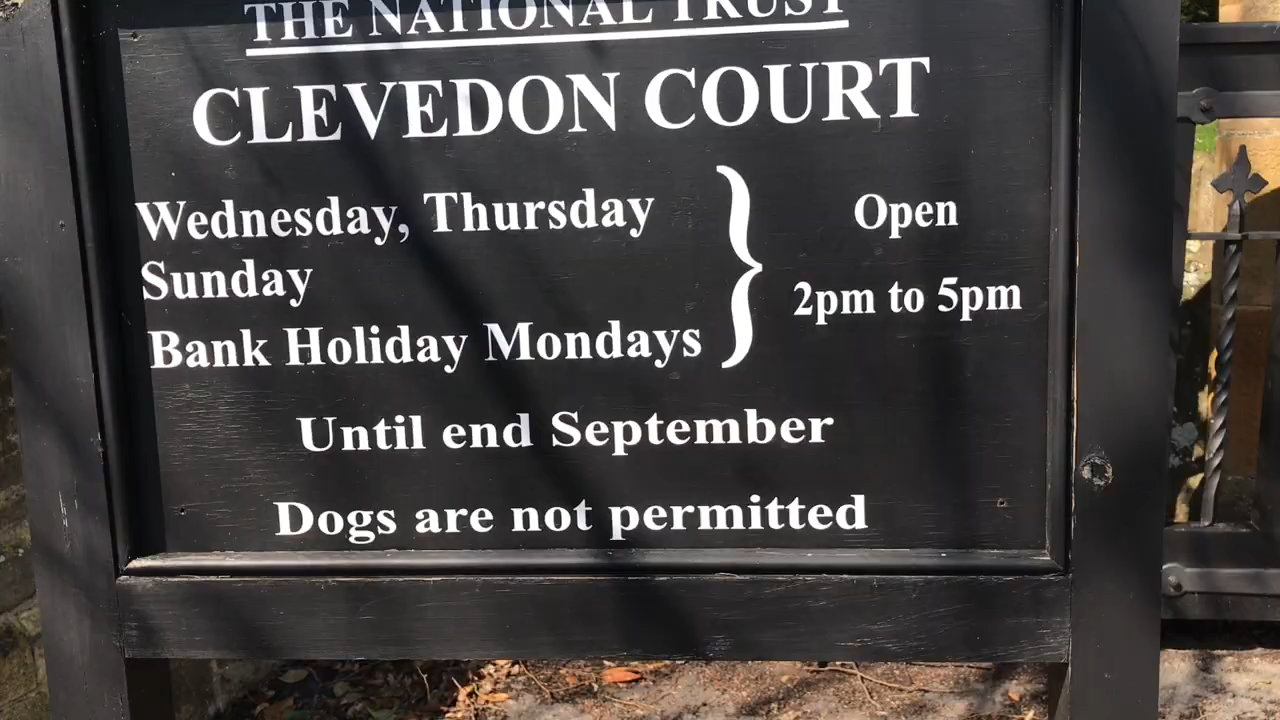 THE NATIONAL TRUST
CLEVEDON COURT
Wednesday, Thursday
Sunday
Bank Holiday Mondays
} Open
2pm to 5pm
Until end September
Dogs are not permitted